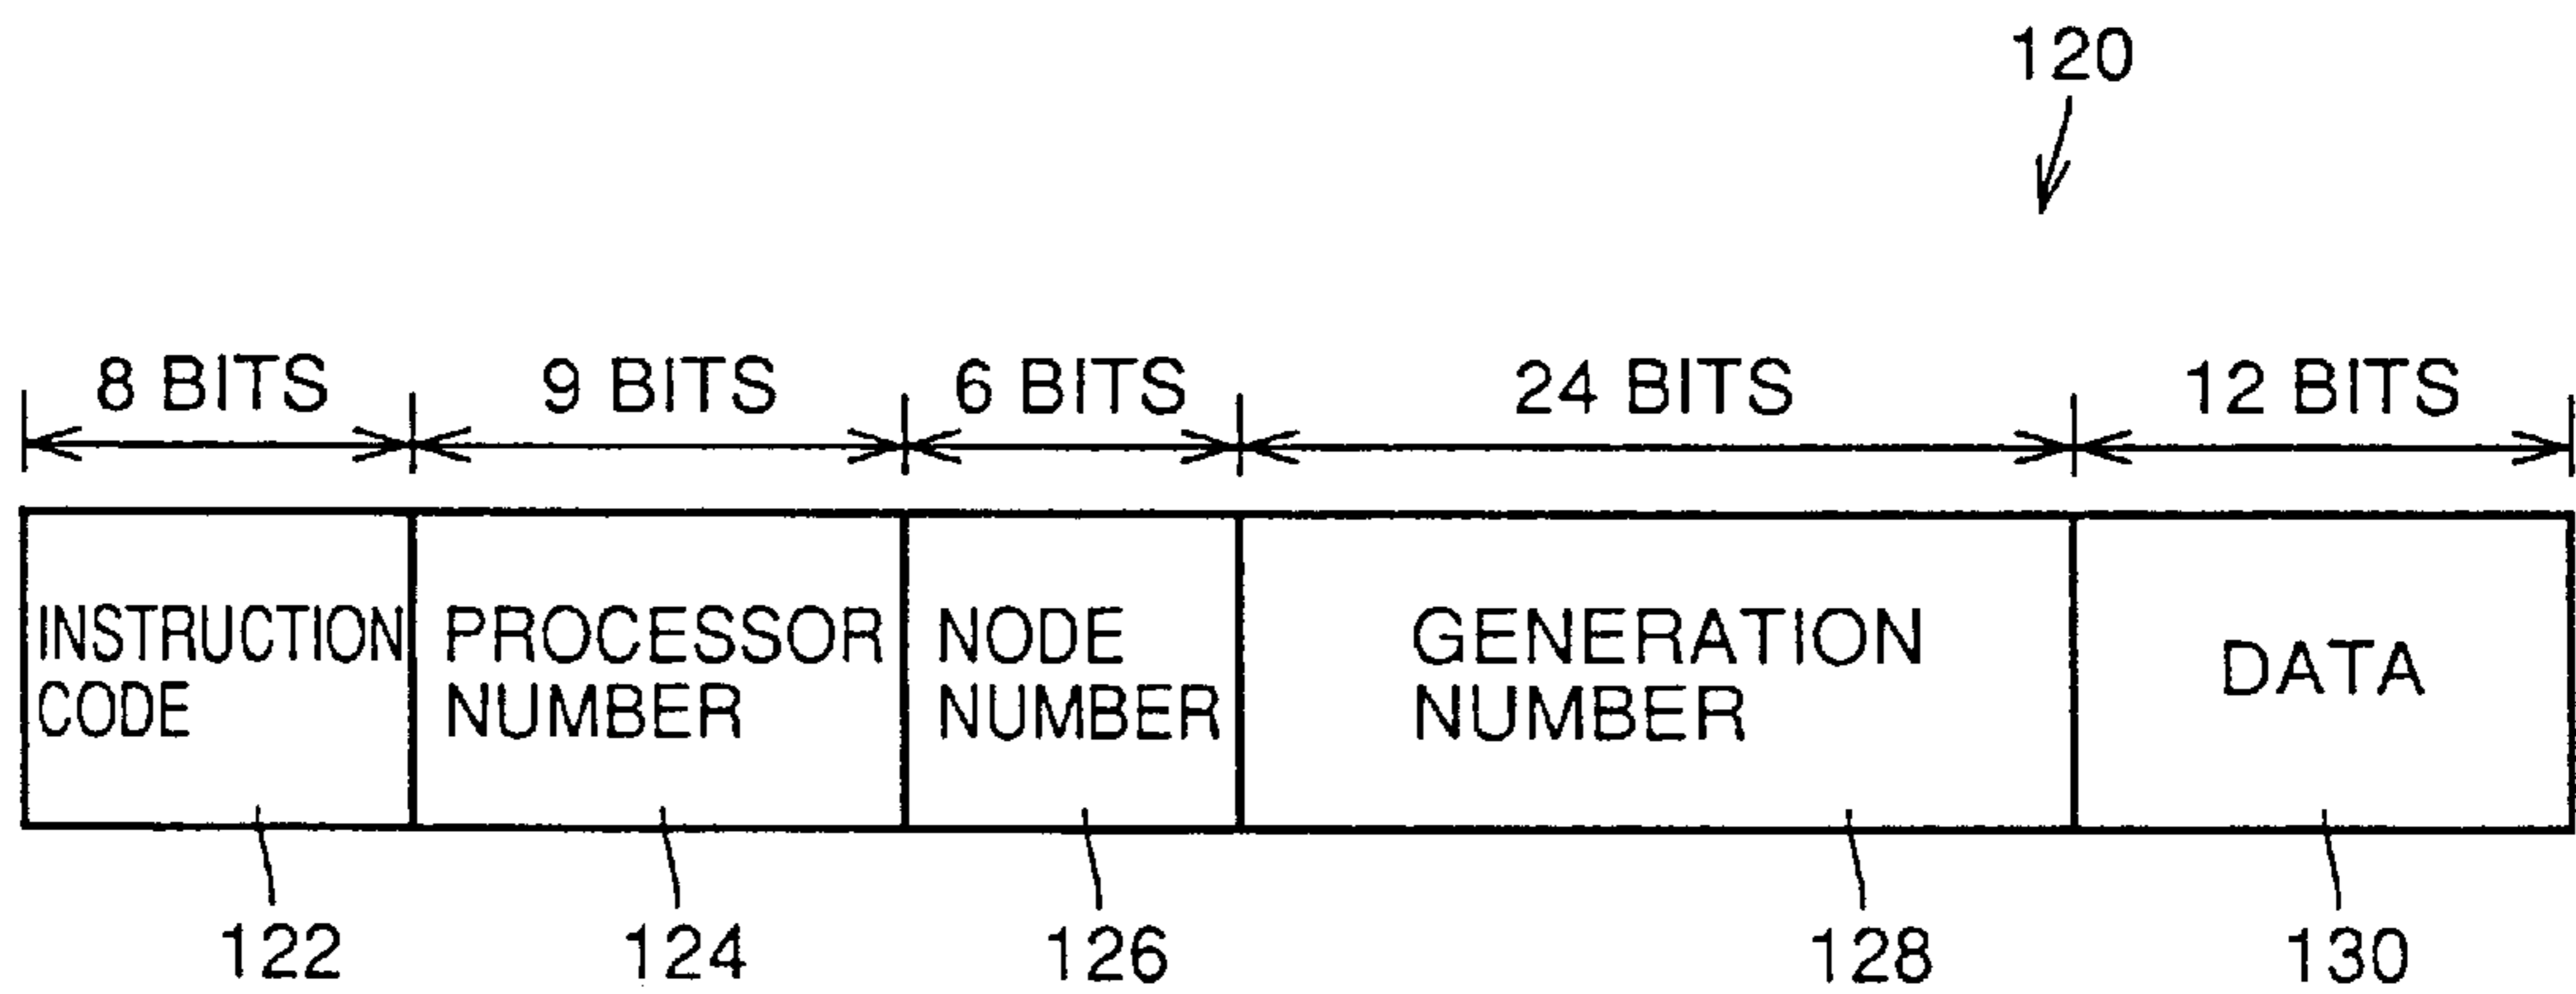 120
8 BITS
9 BITS
6 BITS
24 BITS
12 BITS
INSTRUCTION
CODE
PROCESSOR
NUMBER
NODE
NUMBER
GENERATION
NUMBER
DATA
122
124
126
128
130